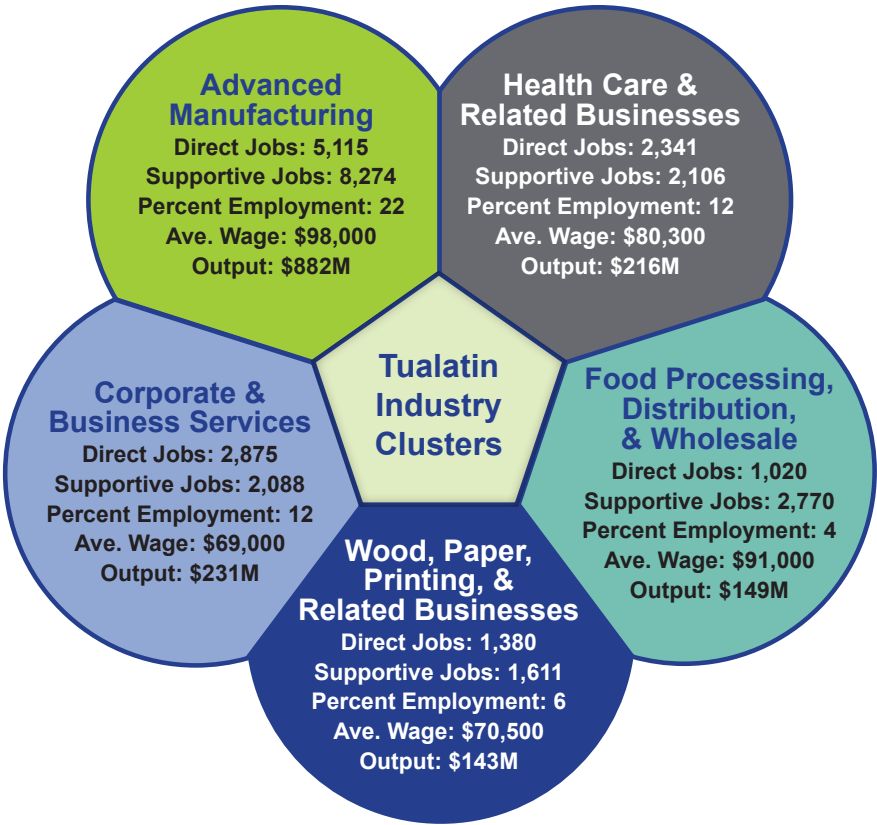 Advanced
Manufacturing
Direct Jobs: 5,115
Supportive Jobs: 8,274
Percent Employment: 22
Ave. Wage: $98,000
Output: $882M
Health Care &
Related Businesses
Direct Jobs: 2,341
Supportive Jobs: 2,106
Percent Employment: 12
Ave. Wage: $80,300
Output: $216M
Tualatin
Industry
Clusters
Corporate &
Business Services
Direct Jobs: 2,875
Supportive Jobs: 2,088
Percent Employment: 12
Ave. Wage: $69,000
Output: $231M
Food Processing,
Distribution,
& Wholesale
Direct Jobs: 1,020
Supportive Jobs: 2,770
Percent Employment: 4
Ave. Wage: $91,000
Output: $149M
Wood, Paper,
Printing, &
Related Businesses
Direct Jobs: 1,380
Supportive Jobs: 1,611
Percent Employment: 6
Ave. Wage: $70,500
Output: $143M